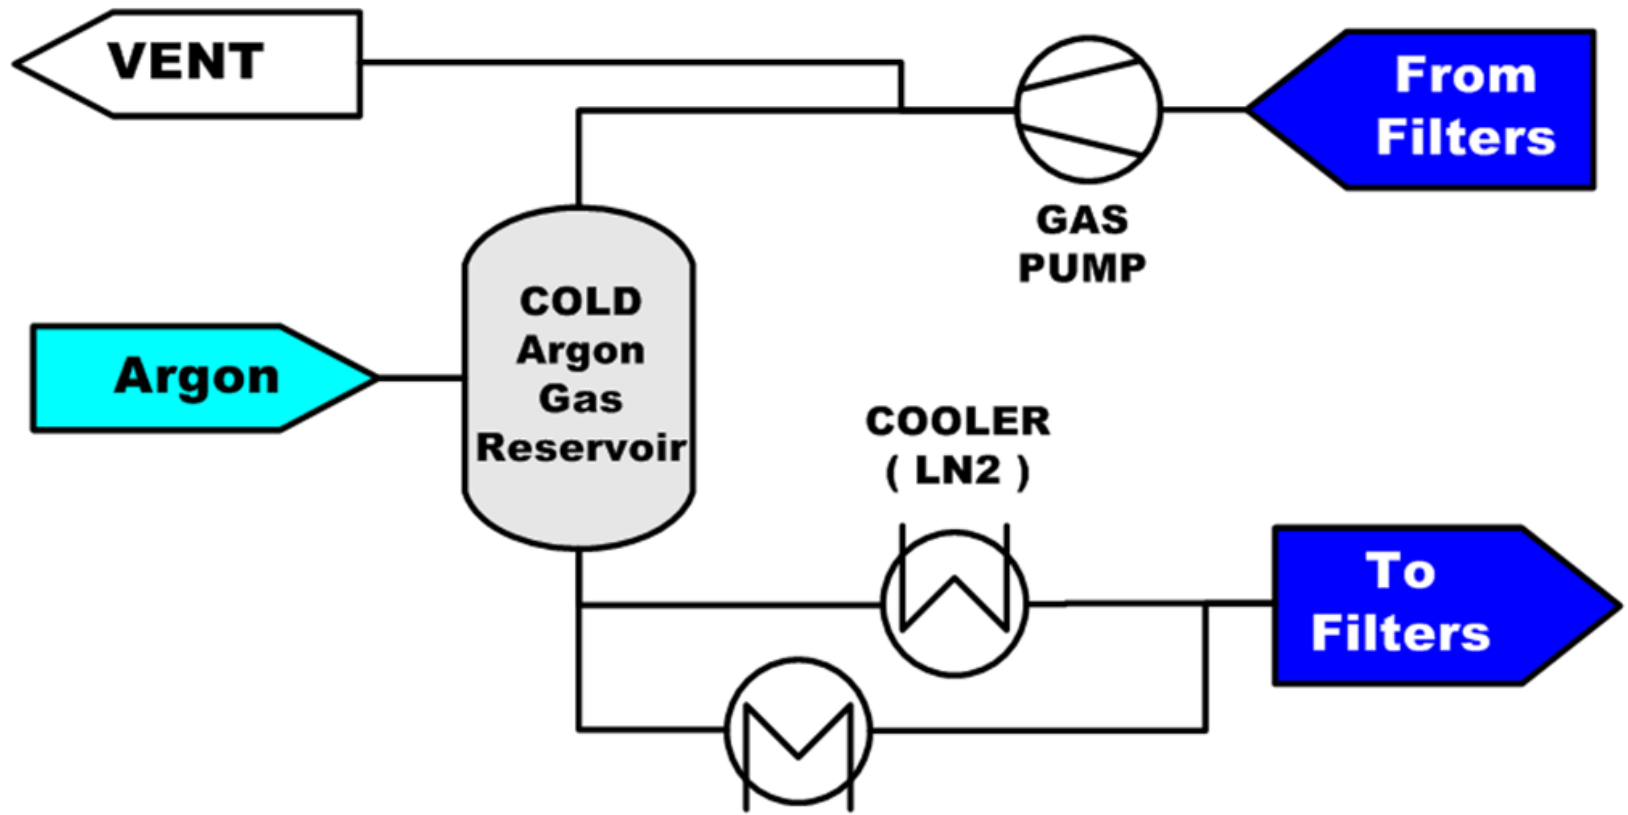 VENT
From
Filters
GAS
PUMP
COLD
Argon
Gas
Reservoir
Argon
COOLER
( LN2 )
To
Filters